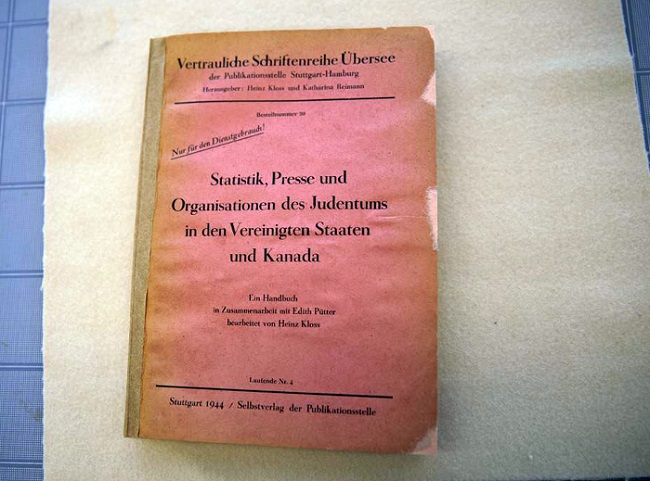 Vertrauliche Schriftenreihe Übersee
der Publikationsstelle Stuttgart-Hamburg
Herausgeber: Heinz Kloss und Katharina Reimann
Bestellnummer 20
Nur für den Dienstgebrauch!
Statistik, Presse und
Organisationen des Judentums
in den Vereinigten Staaten
und Kanada
Ein Handbuch
in Zusammenarbeit mit Edith Pütter
bearbeitet von Heinz Kloss
Laufende Nr. 4
Stuttgart 1944 / Selbstverlag der Publikationsstelle